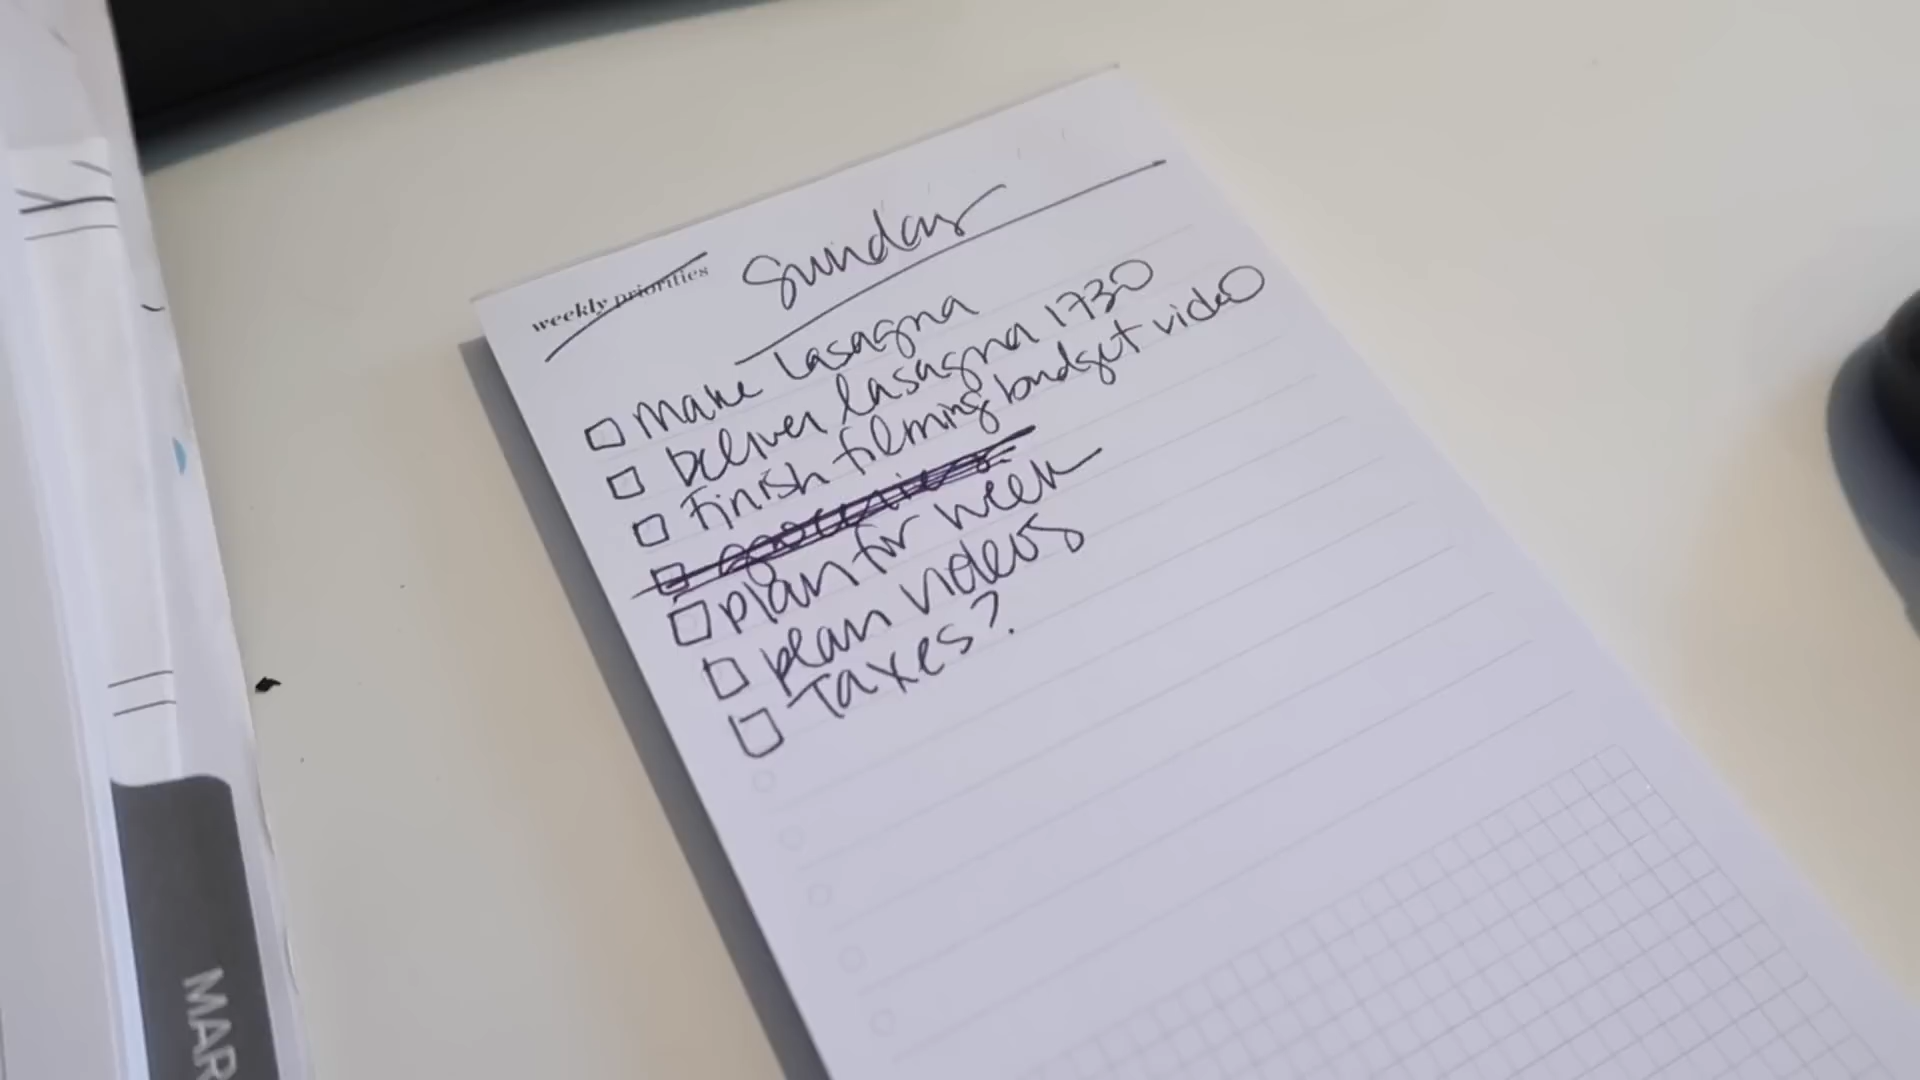 weekly priorities
Sunday
Make Lasagna
Deliver lasagna 1730
Finish filming budget video
groceries
plan for week
plan videos
Taxes?
MAR